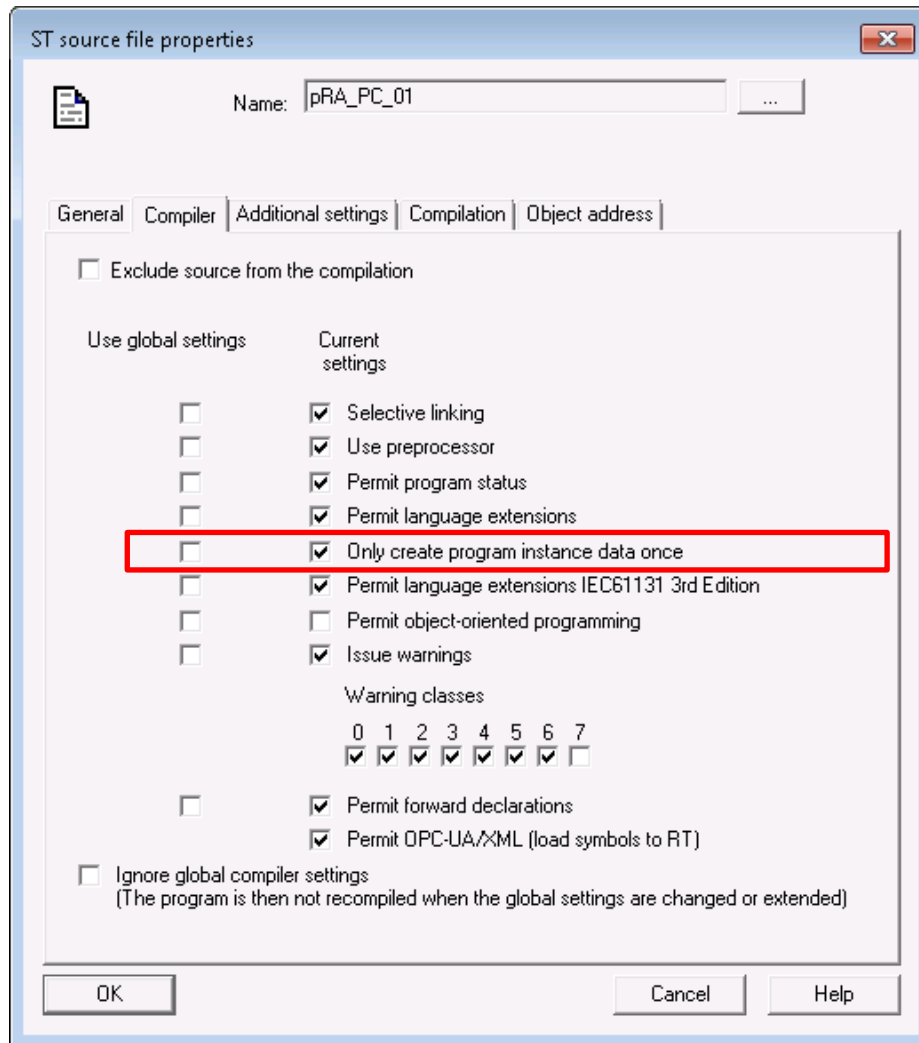 ST source file properties
Name: pRA_PC_01 ...
General Compiler Additional settings Compilation Object address
Exclude source from the compilation
Use global settings Current
settings
Selective linking
Use preprocessor
Permit program status
Permit language extensions
Only create program instance data once
Permit language extensions IEC61131 3rd Edition
Permit object-oriented programming
Issue warnings
Warning classes
0 1 2 3 4 5 6 7
Permit forward declarations
Permit OPC-UA/XML (load symbols to RT)
Ignore global compiler settings
(The program is then not recompiled when the global settings are changed or extended)
OK Cancel Help